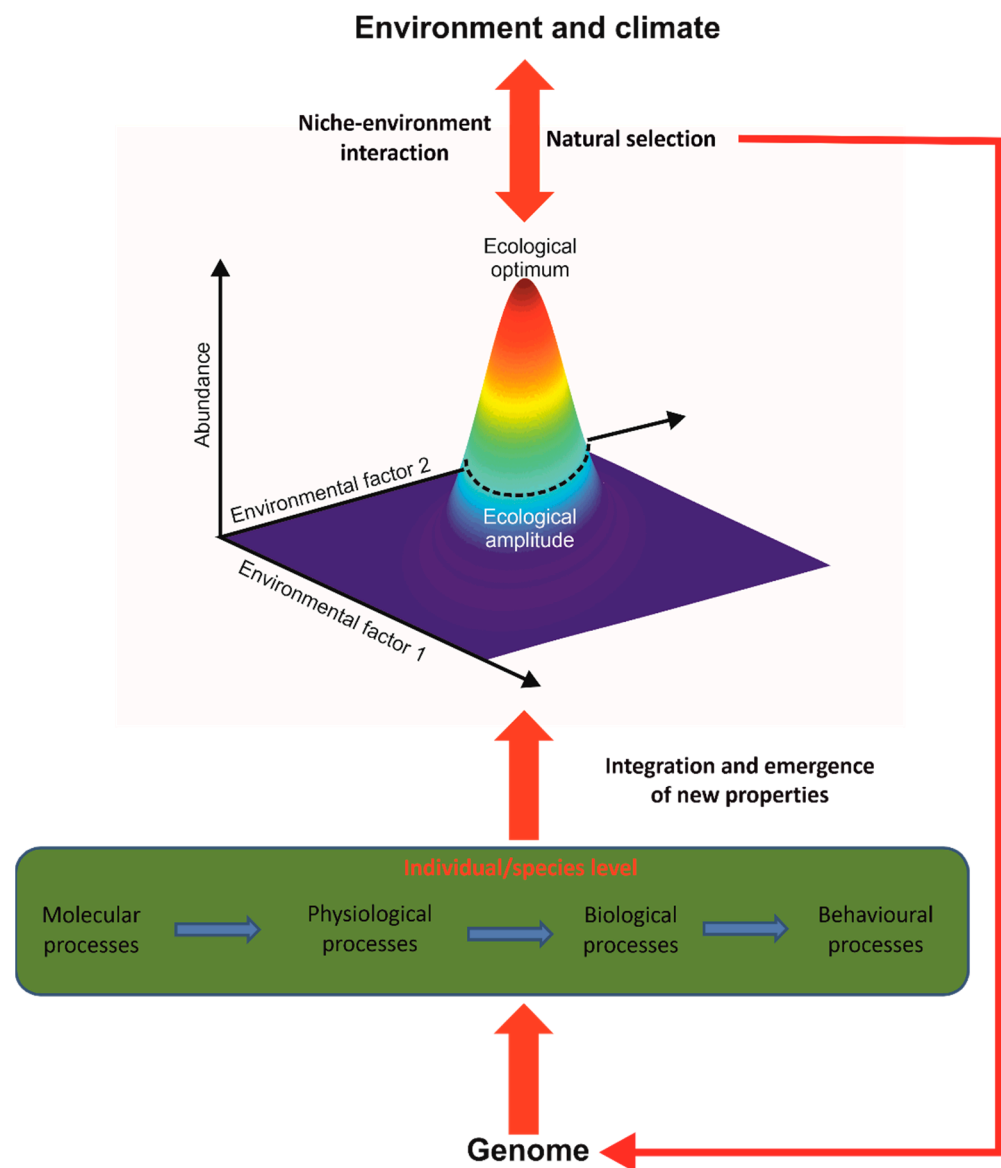 Environment and climate
Niche-environment
interaction
Natural selection
Ecological
optimum
Abundance
Environmental factor 2
Ecological
amplitude
Environmental factor 1
Integration and emergence
of new properties
Individual/species level
Molecular
processes
Physiological
processes
Biological
processes
Behavioural
processes
Genome